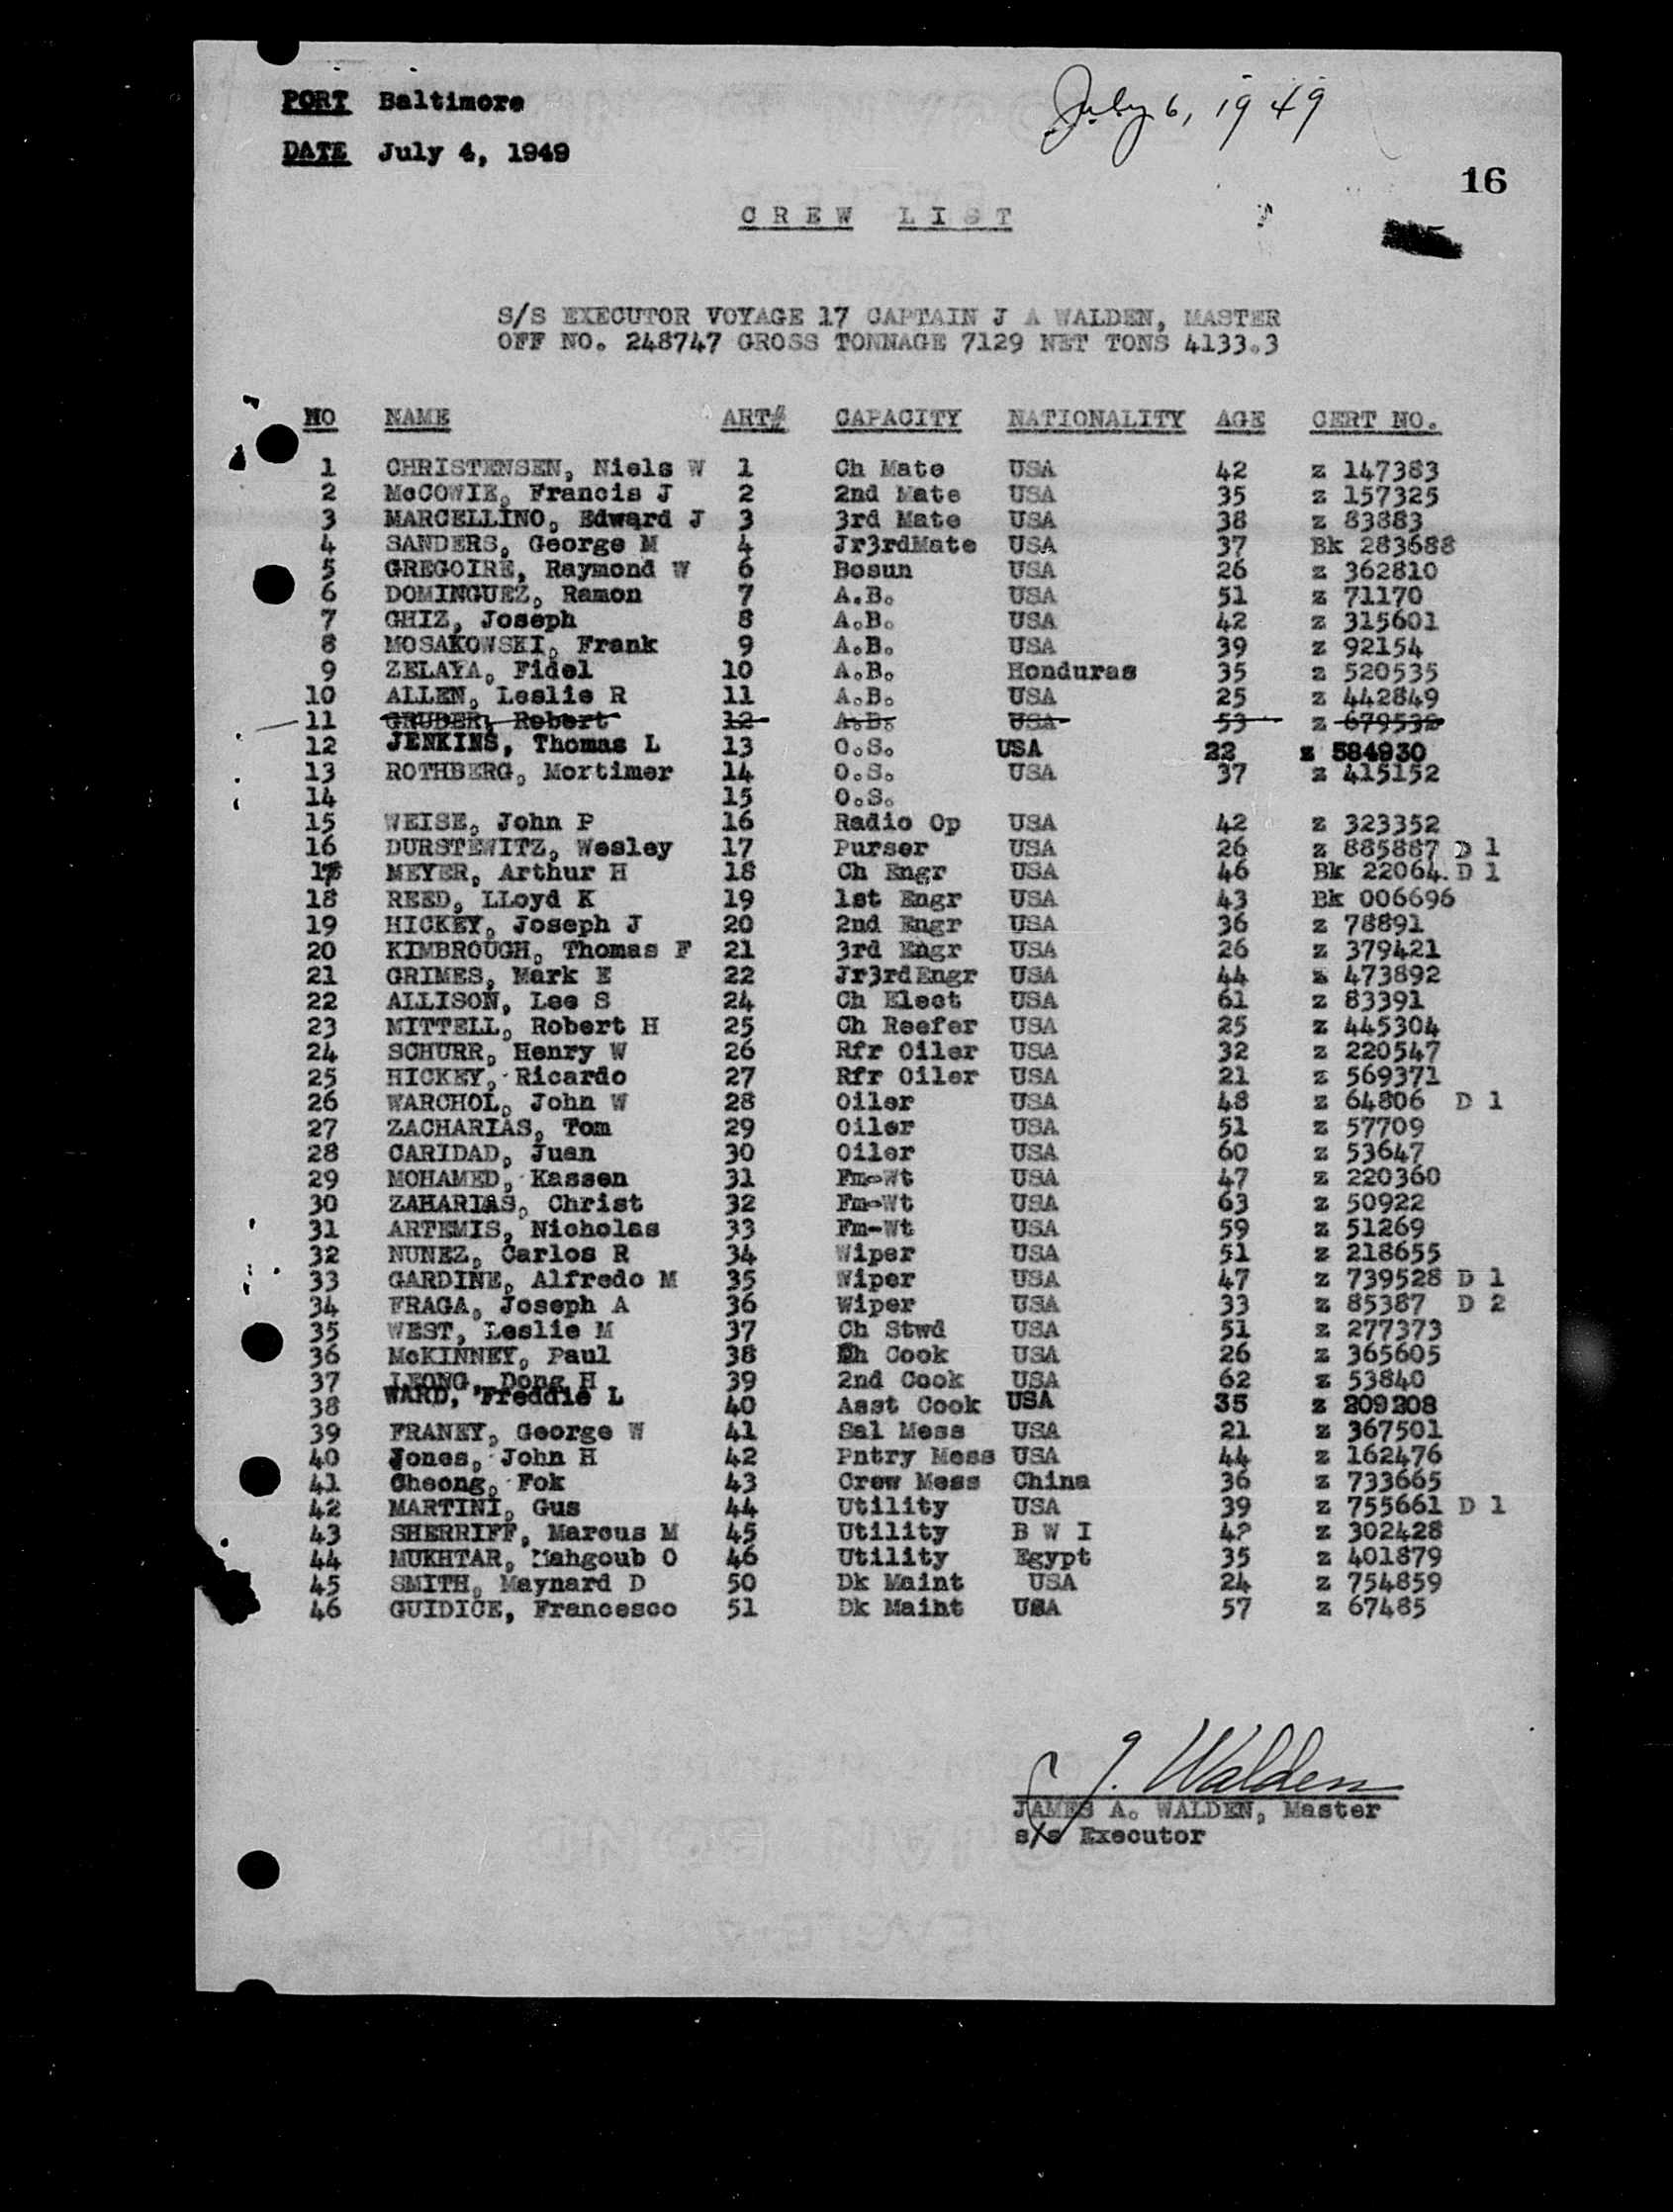 PORT Baltimore
July 6, 1949
DATE July 4, 1949
16
CREW LIST
S/S EXECUTOR VOYAGE 17 CAPTAIN J A WALDEN, MASTER
OFF NO. 248747 GROSS TONNAGE 7129 NET TONS 4133.3
NO NAME ART# CAPACITY NATIONALITY AGE CERT NO.
1 CHRISTENSEN, Niels W 1 Ch Mate USA 42 z 147383
2 McCOWIE, Francis J 2 2nd Mate USA 35 z 157325
3 MARCELLINO, Edward J 3 3rd Mate USA 38 z 83883
4 SANDERS, George M 4 Jr3rdMate USA 37 Bk 283688
5 GREGOIRE, Raymond W 6 Bosun USA 26 z 362810
6 DOMINGUEZ, Ramon 7 A.B. USA 51 z 71170
7 GHIZ, Joseph 8 A.B. USA 42 z 315601
8 MOSAKOWSKI, Frank 9 A.B. USA 39 z 92154
9 ZELAYA, Fidel 10 A.B. Honduras 35 z 520535
10 ALLEN, Leslie R 11 A.B. USA 25 z 442849
11 GRUDER, Robert 12 A.B. USA 53 z 679538
12 JENKINS, Thomas L 13 O.S. USA 22 z 584930
13 ROTHBERG, Mortimer 14 O.S. USA 37 z 415152
14 15 O.S.
15 WEISE, John P 16 Radio Op USA 42 z 323352
16 DURSTEWITZ, Wesley 17 Purser USA 26 z 885887 D 1
17 MEYER, Arthur H 18 Ch Engr USA 46 Bk 22064 D 1
18 REED, LLoyd K 19 1st Engr USA 43 Bk 006696
19 HICKEY, Joseph J 20 2nd Engr USA 36 z 78891
20 KIMBROUGH, Thomas F 21 3rd Engr USA 26 z 379421
21 GRIMES, Mark E 22 Jr3rdEngr USA 44 z 473892
22 ALLISON, Lee S 24 Ch Elect USA 61 z 83391
23 MITTELL, Robert H 25 Ch Reefer USA 25 z 445304
24 SCHURR, Henry W 26 Rfr Oiler USA 32 z 220547
25 HICKEY, Ricardo 27 Rfr Oiler USA 21 z 569371
26 WARCHOL, John W 28 Oiler USA 48 z 64806 D 1
27 ZACHARIAS, Tom 29 Oiler USA 51 z 57709
28 CARIDAD, Juan 30 Oiler USA 60 z 53647
29 MOHAMED, Kassen 31 Fm-Wt USA 47 z 220360
30 ZAHARIAS, Christ 32 Fm-Wt USA 63 z 50922
31 ARTEMIS, Nicholas 33 Fm-Wt USA 59 z 51269
32 NUNEZ, Carlos R 34 Wiper USA 51 z 218655
33 GARDINE, Alfredo M 35 Wiper USA 47 z 739528 D 1
34 FRAGA, Joseph A 36 Wiper USA 33 z 85387 D 2
35 WEST, Leslie M 37 Ch Stwd USA 51 z 277373
36 McKINNEY, Paul 38 Ch Cook USA 26 z 365605
37 LEONG, Dong H 39 2nd Cook USA 62 z 53840
38 WARD, Freddie L 40 Asst Cook USA 35 z 209208
39 FRANEY, George W 41 Sal Mess USA 21 z 367501
40 Jones, John H 42 Pntry Mess USA 44 z 162476
41 Cheong, Fok 43 Crew Mess China 36 z 733665
42 MARTINI, Gus 44 Utility USA 39 z 755661 D 1
43 SHERRIFF, Marcus M 45 Utility B W I z 302428
44 MUKHTAR, Mahgoub O 46 Utility Egypt 35 z 401879
45 SMITH, Maynard D 50 Dk Maint USA 24 z 754859
46 GUIDICE, Francesco 51 Dk Maint USA 57 z 67485
J. Walden
JAMES A. WALDEN, Master
s/s Executor